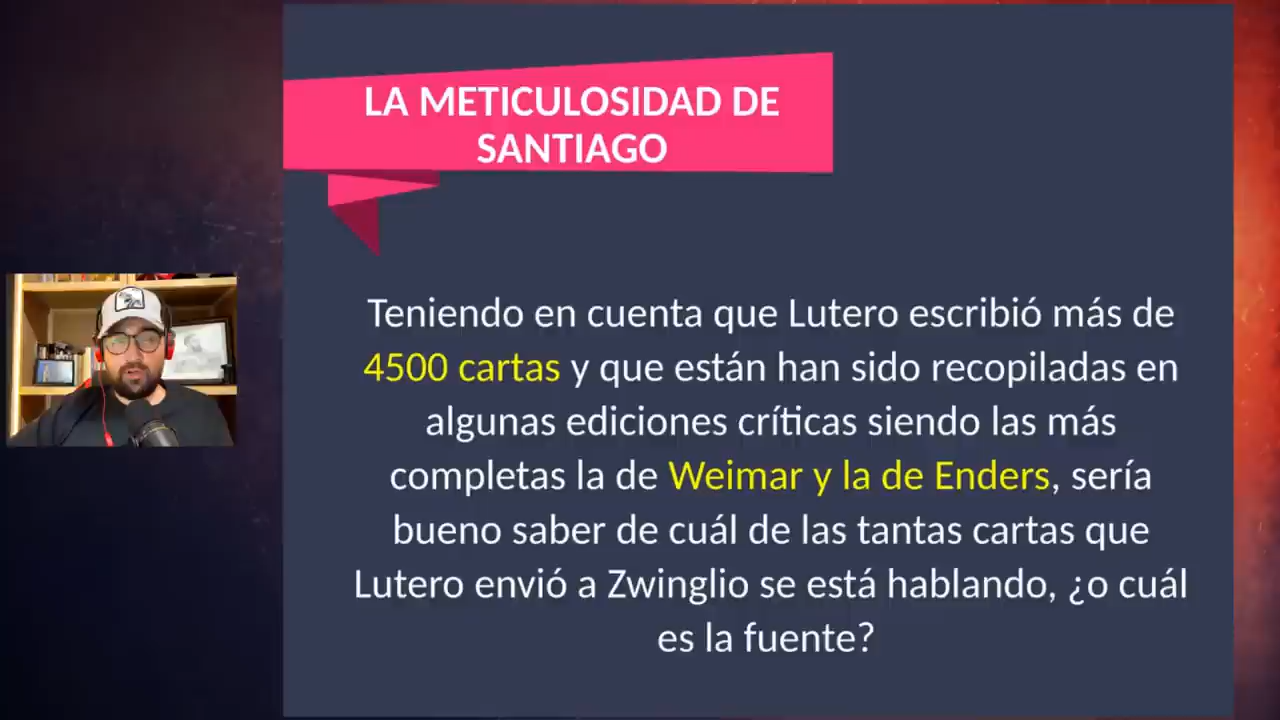 LA METICULOSIDAD DE
SANTIAGO
Teniendo en cuenta que Lutero escribió más de
4500 cartas y que están han sido recopiladas en
algunas ediciones críticas siendo las más
completas la de Weimar y la de Enders, sería
bueno saber de cuál de las tantas cartas que
Lutero envió a Zwinglio se está hablando, ¿o cuál
es la fuente?